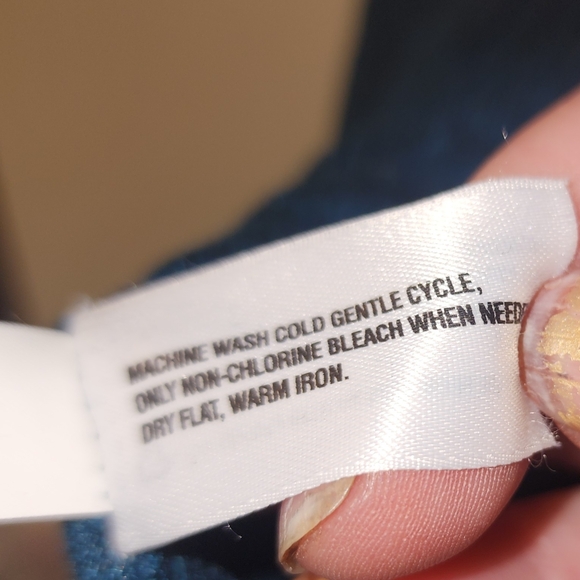 MACHINE WASH COLD GENTLE CYCLE,
ONLY NON-CHLORINE BLEACH WHEN NEED
DRY FLAT, WARM IRON.